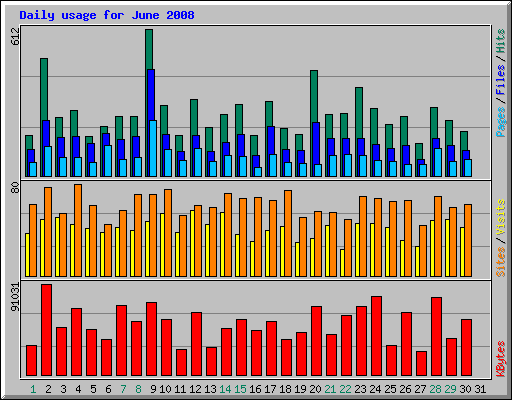 Daily usage for June 2008
612
80
91031
Pages / Files / Hits
Sites / Visits
KBytes
1 2 3 4 5 6 7 8 9 10 11 12 13 14 15 16 17 18 19 20 21 22 23 24 25 26 27 28 29 30 31